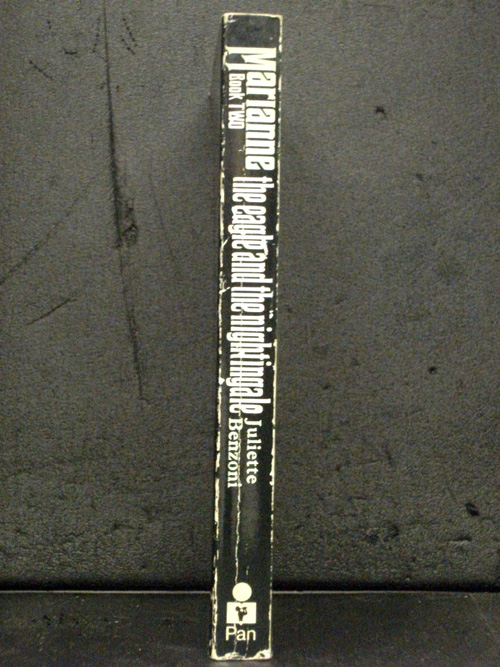 Marianne the eagle and the nightingale
Book TWO
Juliette
Benzoni
Pan